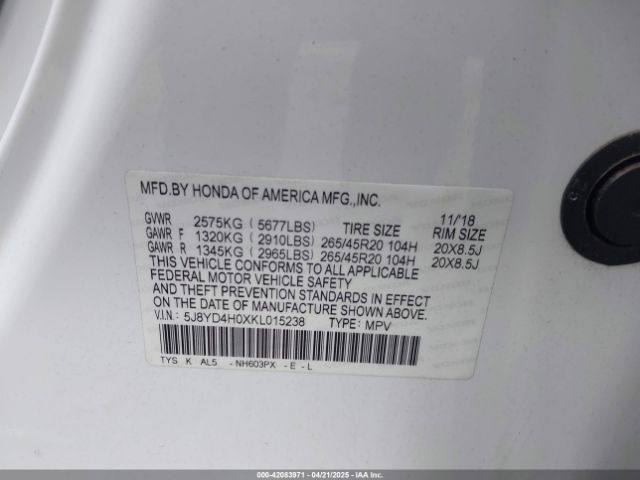 MFD.BY HONDA OF AMERICA MFG.,INC.
11/'18
GVWR 2575KG (5677LBS) TIRE SIZE RIM SIZE
GAWR F 1320KG (2910LBS) 265/45R20 104H 20X8.5J
GAWR R 1345KG (2965LBS) 265/45R20 104H 20X8.5J
THIS VEHICLE CONFORMS TO ALL APPLICABLE
FEDERAL MOTOR VEHICLE SAFETY
AND THEFT PREVENTION STANDARDS IN EFFECT
ON THE DATE OF MANUFACTURE SHOWN ABOVE.
V.I.N.: 5J8YD4H0XKL015238 TYPE: MPV
TYS K AL5 -NH603PX -E-L
000-42083971 - 04/21/2025 - IAA Corp